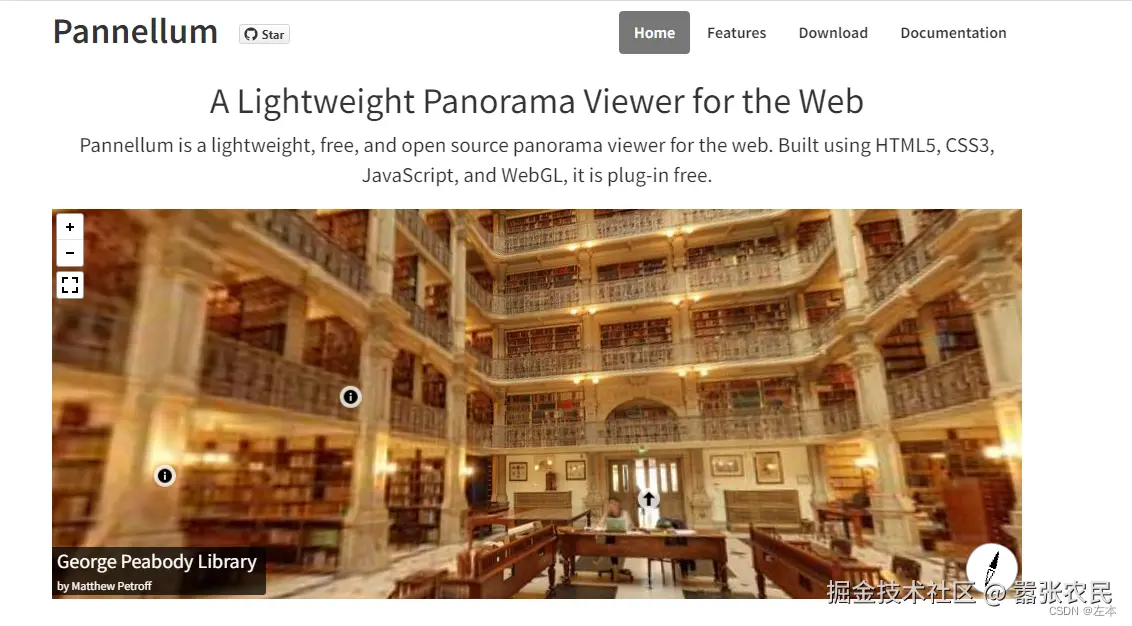 Pannellum
Star
Home
Features
Download
Documentation
A Lightweight Panorama Viewer for the Web
Pannellum is a lightweight, free, and open source panorama viewer for the web. Built using HTML5, CSS3,
JavaScript, and WebGL, it is plug-in free.
+
-
George Peabody Library
by Matthew Petroff
掘金技术社区 @ 嚣张农民
CSDN @左本